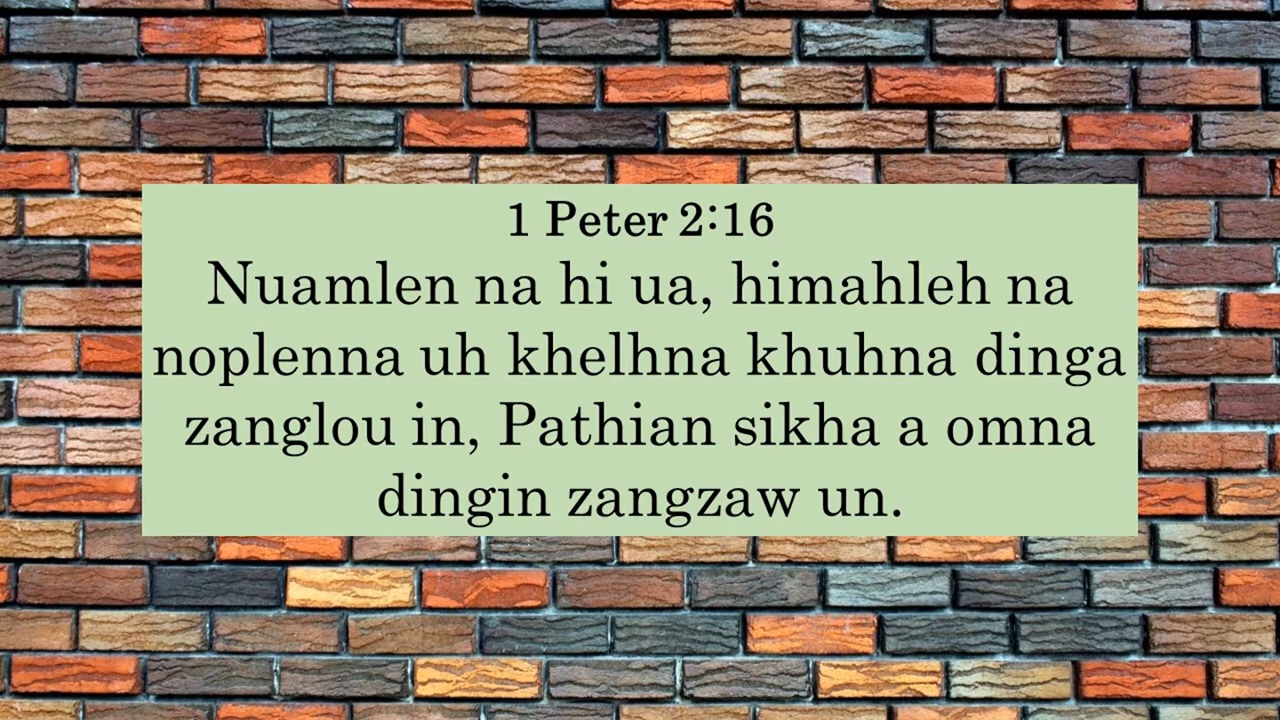 1 Peter 2:16
Nuamlen na hi ua, himahleh na
noplenna uh khelhna khuhna dinga
zanglou in, Pathian sikha a omna
dingin zangzaw un.